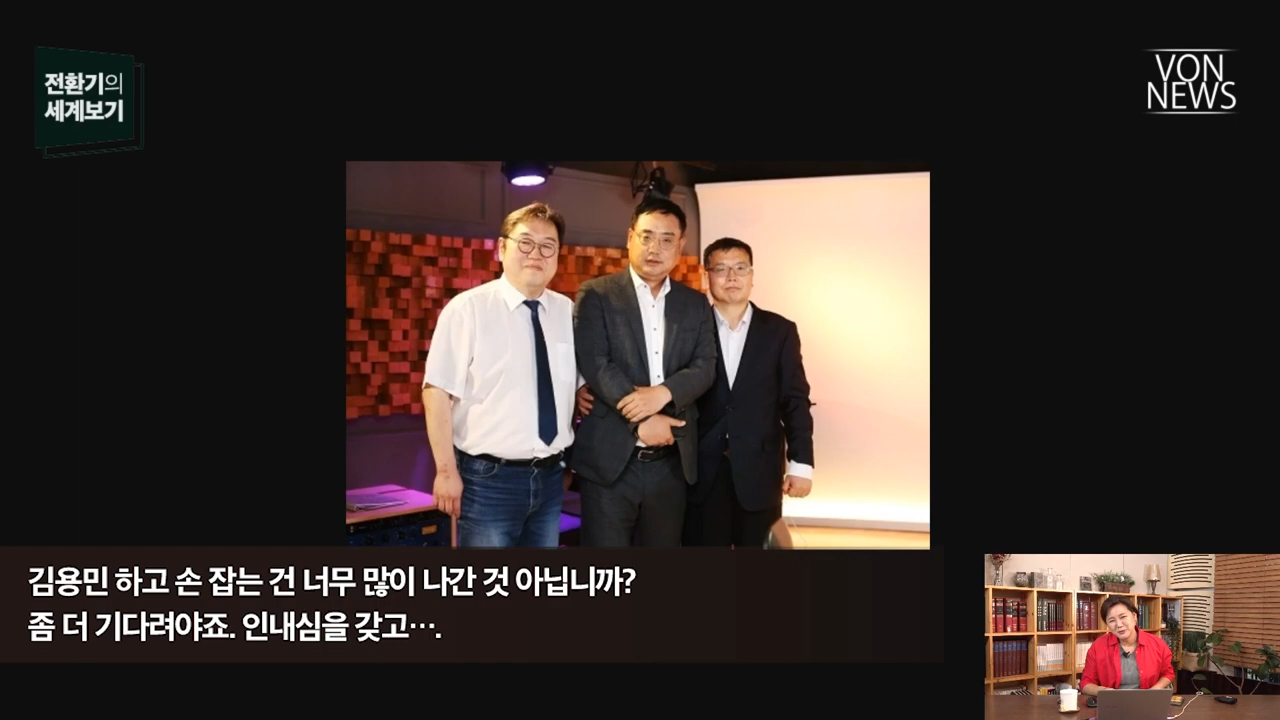 전환기의
세계보기
VON
NEWS
김용민 하고 손 잡는 건 너무 많이 나간 것 아닙니까?
좀 더 기다려야죠. 인내심을 갖고….